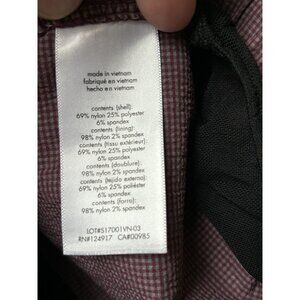 made in vietnam
fabriqué en vietnam
hecho en vietnam
contents (shell):
69% nylon 25% polyester
6% spandex
contents (lining):
98% nylon 2% spandex
contents (tissu extérieur):
69% nylon 25% polyester
6% spandex
contents (doublure):
98% nylon 2% spandex
contents (tejido externo):
69% nylon 25% poliéster
6% spandex
contents (forro):
98% nylon 2% spandex
LOT#S17001VN-03
RN#124917 CA#00985